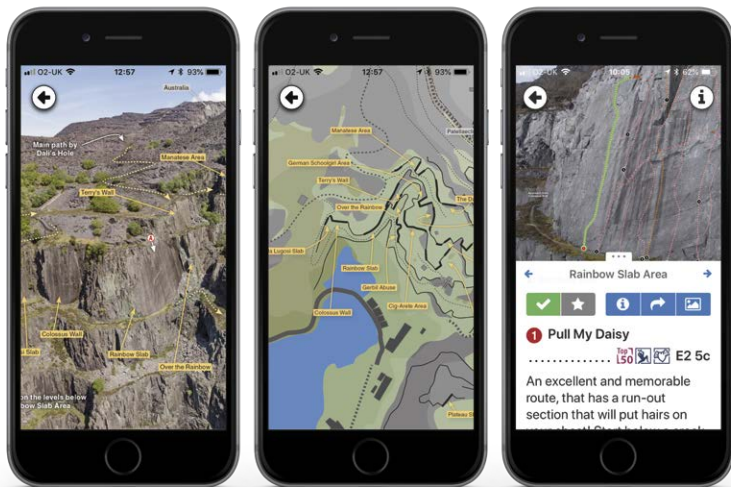 O2-UK 12:57 93%
Australia
Main path by
Dali's Hole
Manatese Area
Terry's Wall
Colossus Wall
Rainbow Slab
Over the Rainbow
i Slab
on the levels below
bow Slab Area
O2-UK 12:57 93%
Manatese Area
German Schoolgirl Area
Terry's Wall
Over the Rainbow
Rainbow Slab
Gerbil Abuse
Colossus Wall
Cig-Arete Area
Plateau S
O2-UK 10:05 62%
i
Rainbow Slab Area
1 Pull My Daisy
Top L50 E2 5c
An excellent and memorable
route, that has a run-out
section that will put hairs on